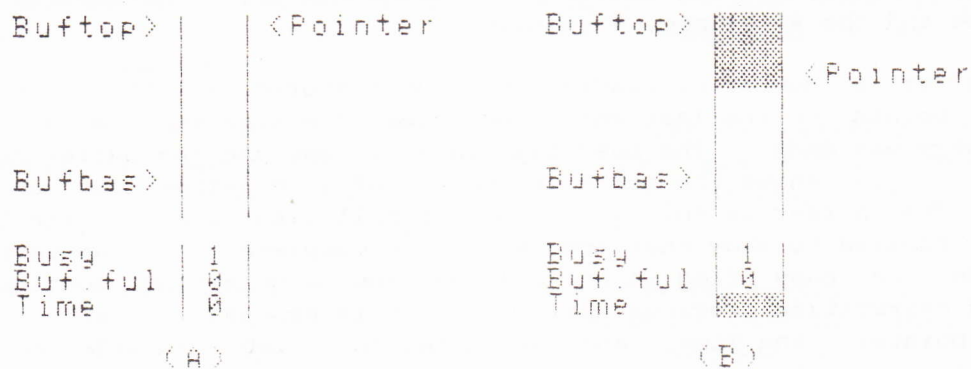 Buftop> <Pointer Buftop>
<Pointer
Bufbas> Bufbas>
Busy 1 Busy 1
Buf.ful 0 Buf.ful 0
Time 0 Time
(A) (B)